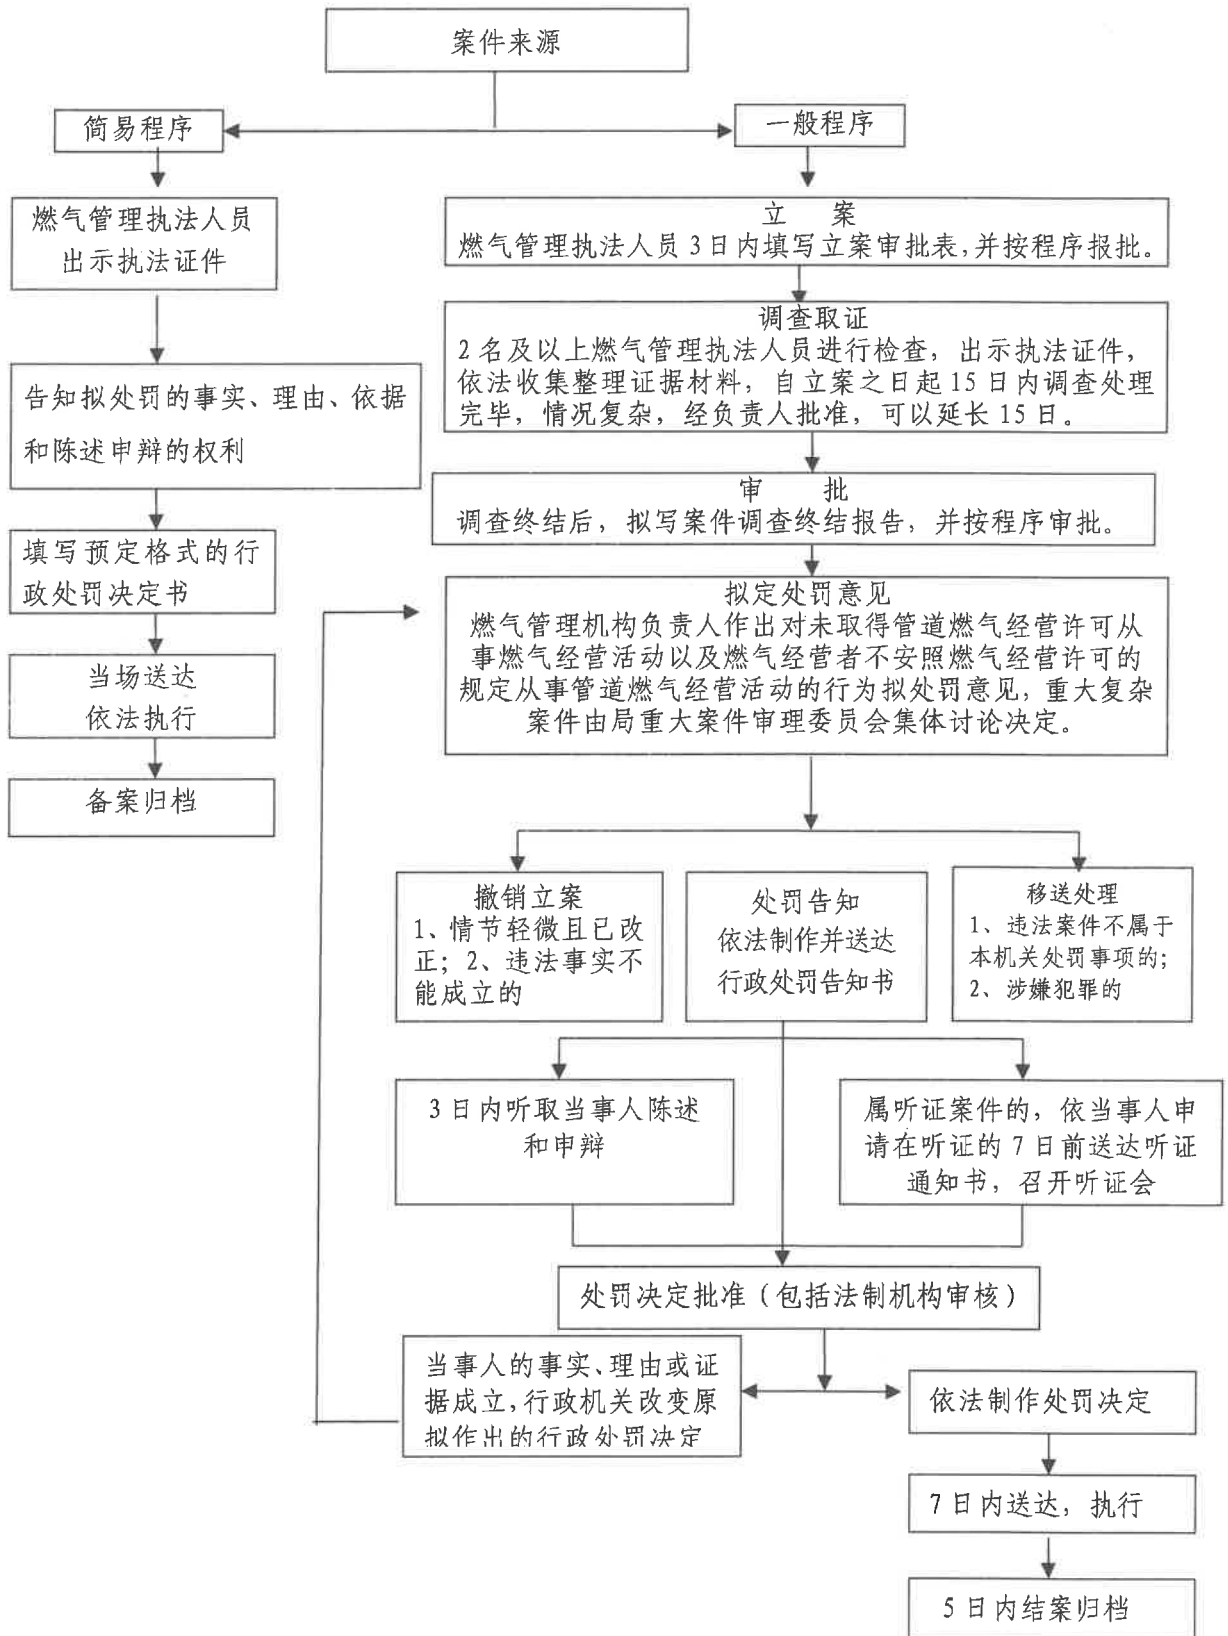 案件来源
简易程序
一般程序
燃气管理执法人员
出示执法证件
告知拟处罚的事实、理由、依据
和陈述申辩的权利
填写预定格式的行
政处罚决定书
当场送达
依法执行
备案归档
立 案
燃气管理执法人员3日内填写立案审批表,并按程序报批。
调查取证
2名及以上燃气管理执法人员进行检查，出示执法证件，
依法收集整理证据材料，自立案之日起15日内调查处理
完毕，情况复杂，经负责人批准，可以延长15日。
审 批
调查终结后，拟写案件调查终结报告，并按程序审批。
拟定处罚意见
燃气管理机构负责人作出对未取得管道燃气经营许可从
事燃气经营活动以及燃气经营者不安照燃气经营许可的
规定从事管道燃气经营活动的行为拟处罚意见，重大复杂
案件由局重大案件审理委员会集体讨论决定。
撤销立案
1、情节轻微且已改
正；2、违法事实不
能成立的
处罚告知
依法制作并送达
行政处罚告知书
移送处理
1、违法案件不属于
本机关处罚事项的；
2、涉嫌犯罪的
3日内听取当事人陈述
和申辩
属听证案件的，依当事人申
请在听证的7日前送达听证
通知书，召开听证会
处罚决定批准（包括法制机构审核）
当事人的事实、理由或证
据成立,行政机关改变原
拟作出的行政处罚决定
依法制作处罚决定
7日内送达，执行
5日内结案归档